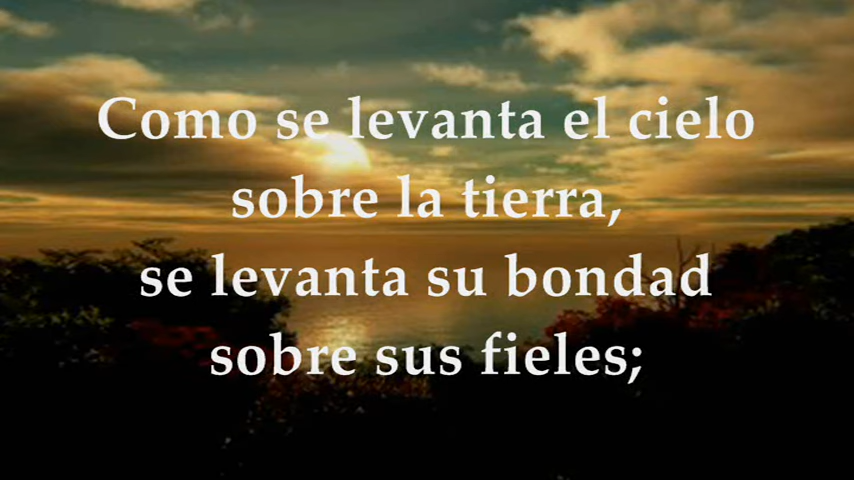 Como se levanta el cielo
sobre la tierra,
se levanta su bondad
sobre sus fieles;